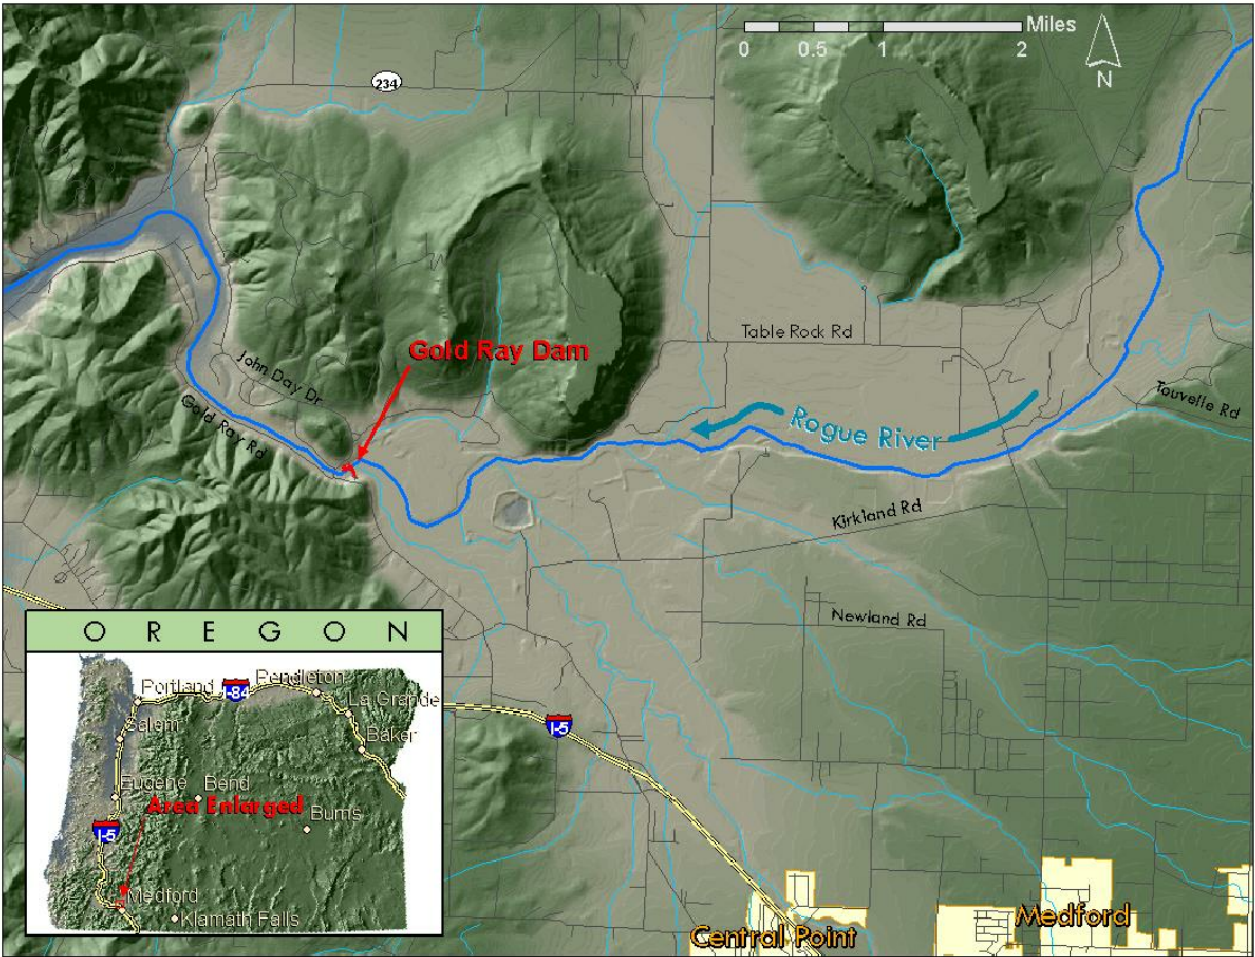 Miles
0 0.5 1 2
N
234
Table Rock Rd
John Day Dr
Gold Ray Dam
Touvelle Rd
Gold Ray Rd
Rogue River
Kirkland Rd
Newland Rd
OREGON
Portland
I-84
Pendleton
La Grande
Salem
Baker
I-5
Eugene
Bend
Area Enlarged
Burns
I-5
Medford
Klamath Falls
Medford
Central Point